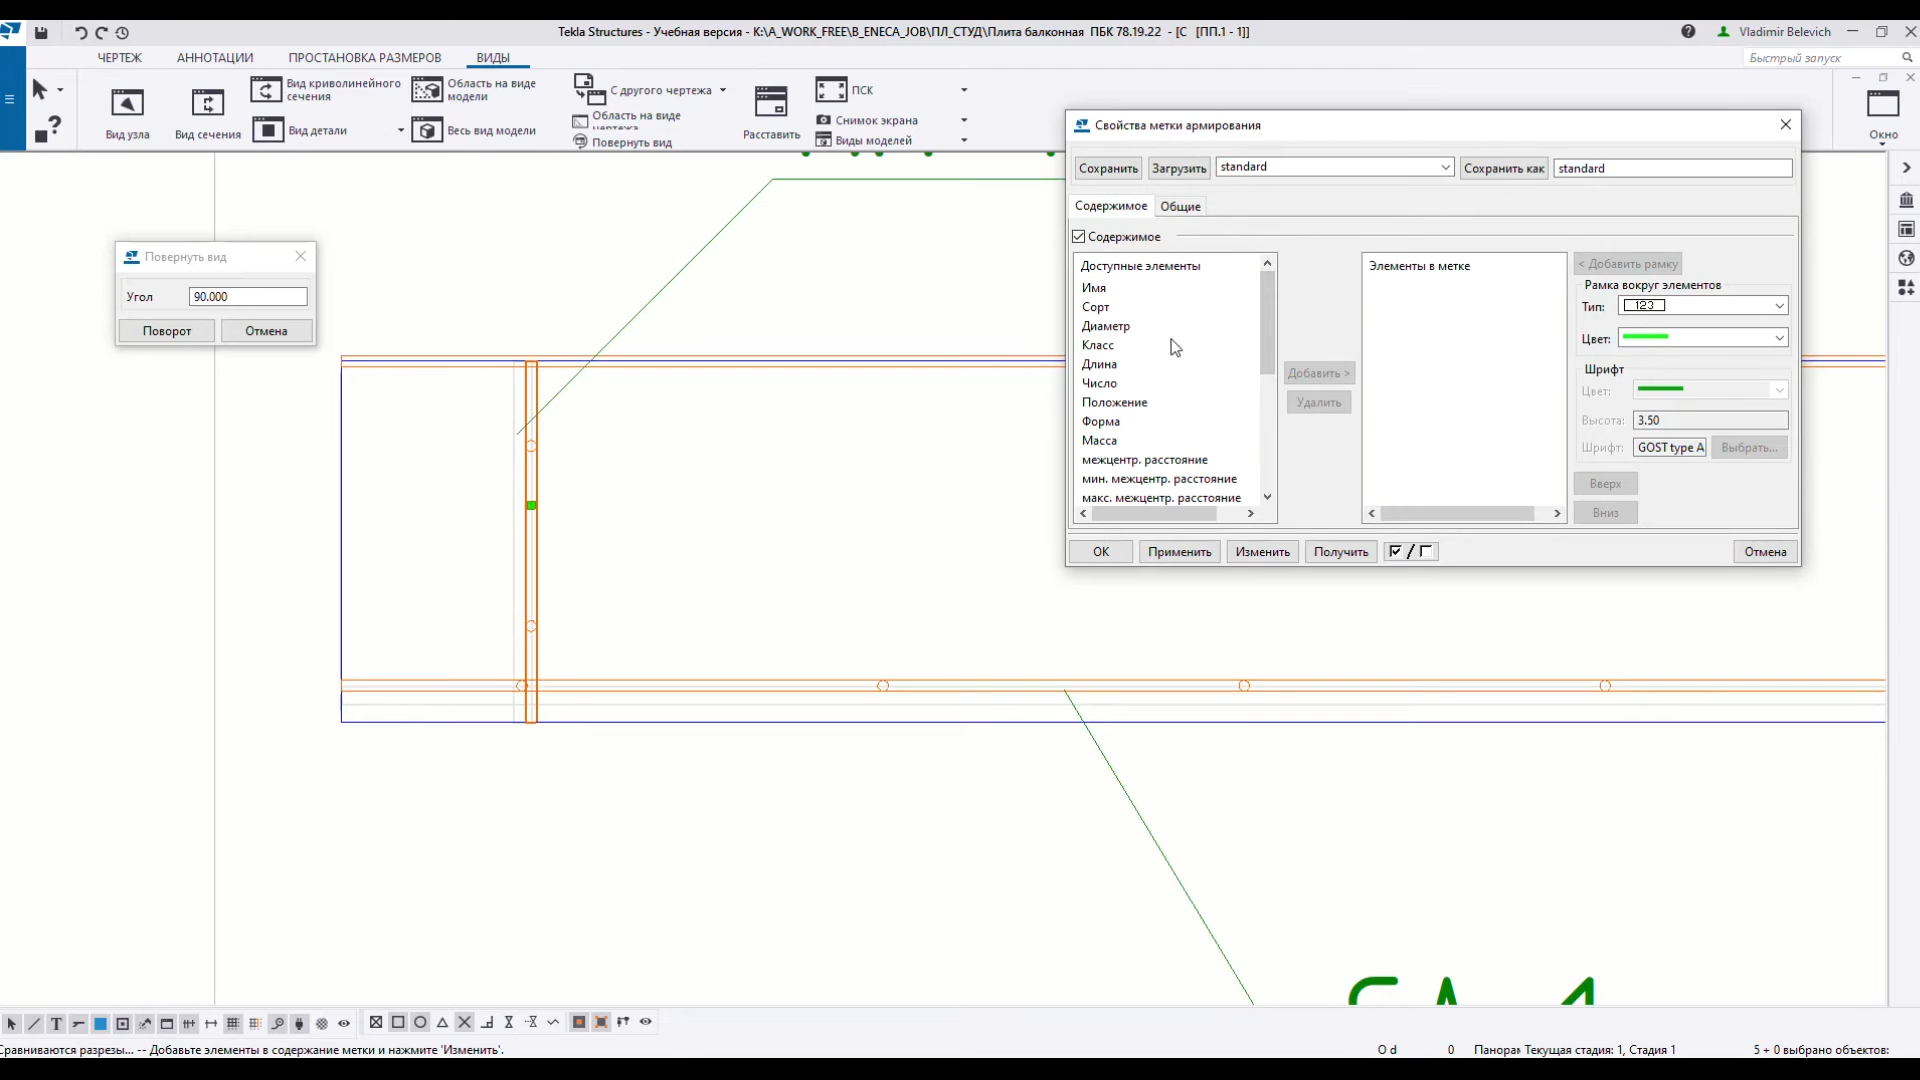 Tekla Structures - Учебная версия - K:\A_WORK_FREE\B_ENECA_JOB\ПЛ_СТУД\Плита балконная ПБК 78.19.22 - [С [ПП.1 - 1]]
Vladimir Belevich
ЧЕРТЕЖ
АННОТАЦИИ
ПРОСТАНОВКА РАЗМЕРОВ
ВИДЫ
Быстрый запуск
Вид узла
Вид сечения
Вид криволинейного
сечения
Вид детали
Область на виде
модели
Весь вид модели
С другого чертежа
Область на виде
чертежа
Повернуть вид
Расставить
ПСК
Снимок экрана
Виды моделей
Окно
Повернуть вид
Угол
90.000
Поворот
Отмена
Свойства метки армирования
Сохранить
Загрузить
standard
Сохранить как
standard
Содержимое
Общие
Содержимое
Доступные элементы
Имя
Сорт
Диаметр
Класс
Длина
Число
Положение
Форма
Масса
межцентр. расстояние
мин. межцентр. расстояние
макс. межцентр. расстояние
Добавить >
Удалить
Элементы в метке
< Добавить рамку
Рамка вокруг элементов
Тип:
123
Цвет:
Шрифт
Цвет:
Высота:
3.50
Шрифт:
GOST type A
Выбрать...
Вверх
Вниз
OK
Применить
Изменить
Получить
Отмена
Сравниваются разрезы... -- Добавьте элементы в содержание метки и нажмите 'Изменить'.
O d
0
Панорам
Текущая стадия: 1, Стадия 1
5 + 0 выбрано объектов: